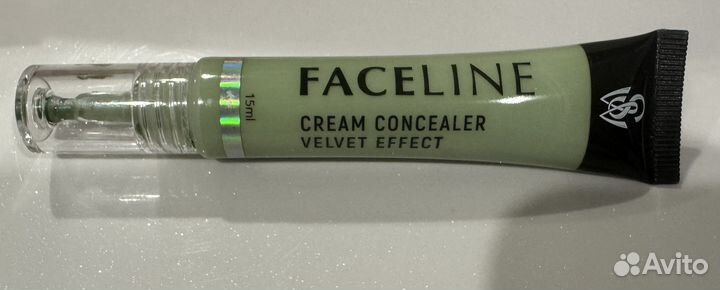 FACELINE
15ml
CREAM CONCEALER
VELVET EFFECT
Avito